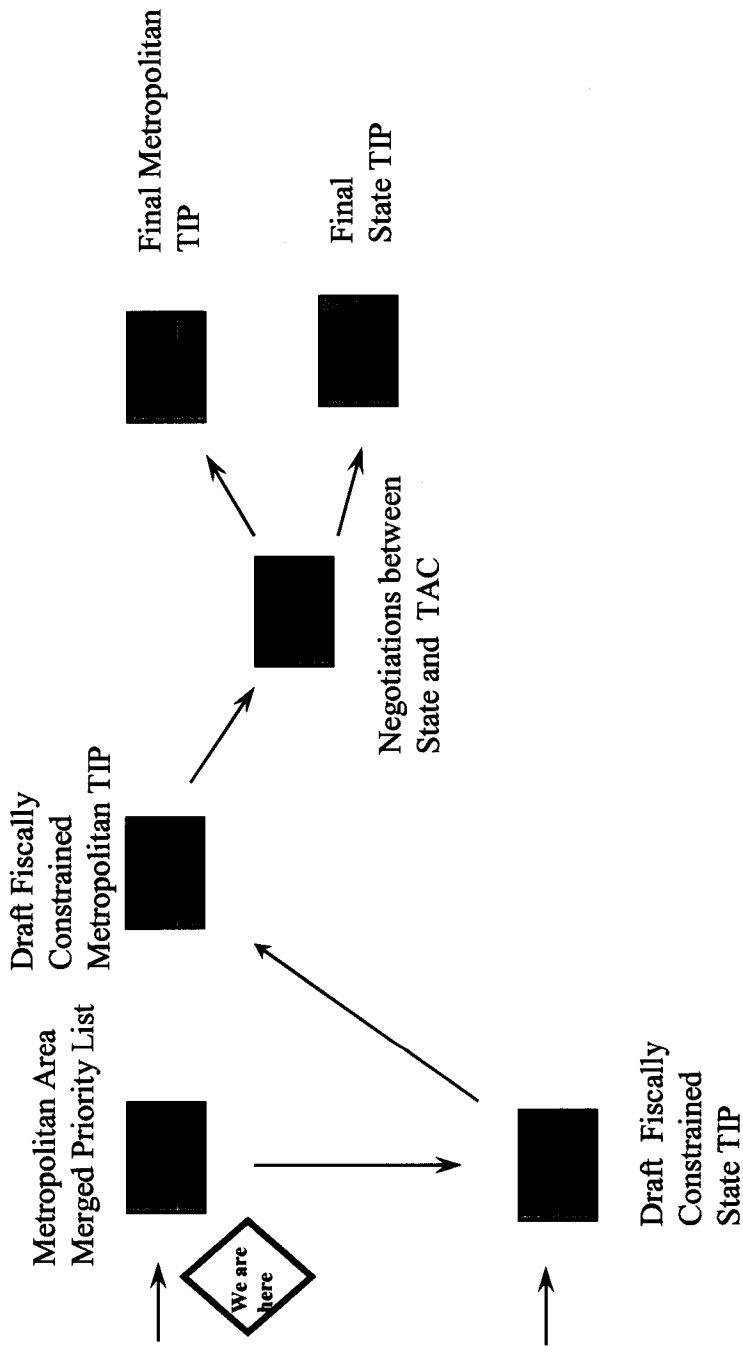 Metropolitan Area
Merged Priority List
We are
here
Draft Fiscally
Constrained
State TIP
Draft Fiscally
Constrained
Metropolitan TIP
Negotiations between
State and TAC
Final Metropolitan
TIP
Final
State TIP